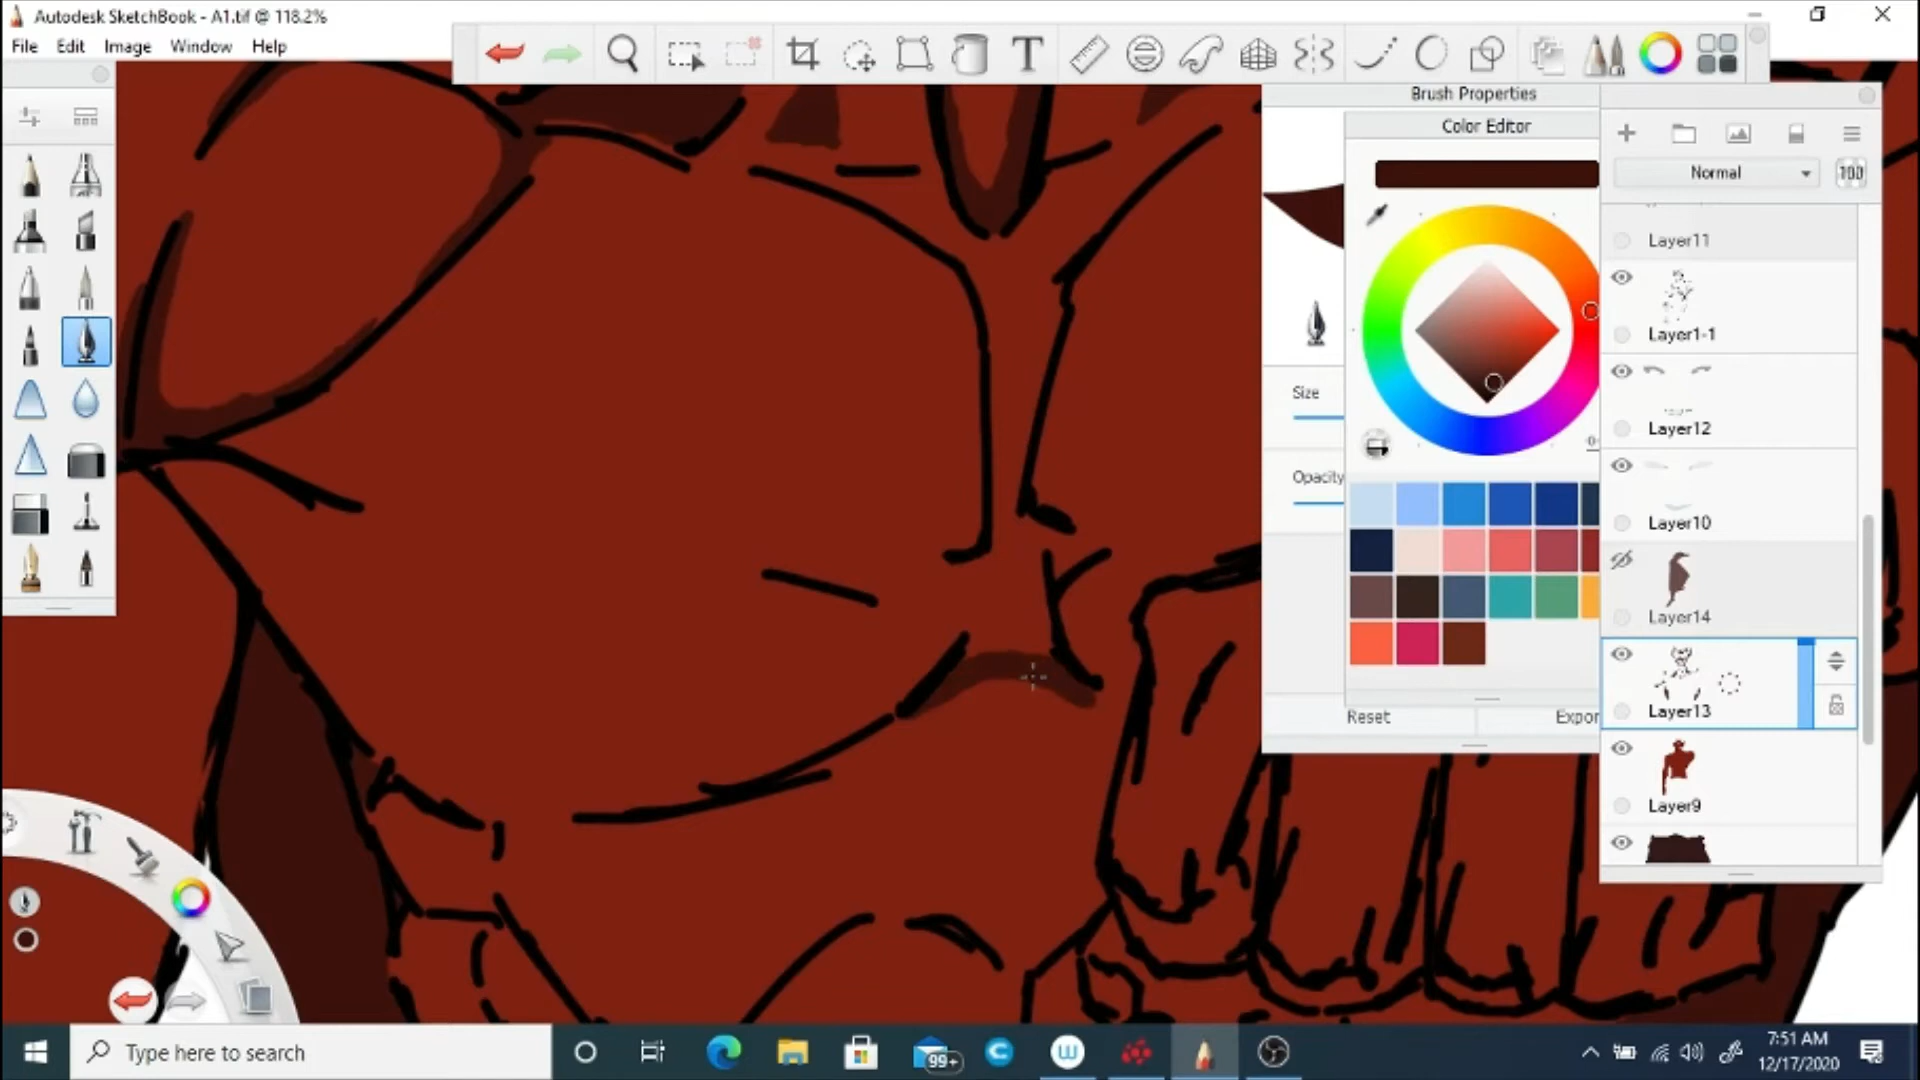 Autodesk SketchBook - A1.tif @ 118.2%
File Edit Image Window Help
T
Brush Properties
Color Editor
Normal 100
Layer11
Layer1-1
Size
Layer12
Opacity
Layer10
Layer14
Layer13
Reset Expor
Layer9
Type here to search
99+
7:51 AM
12/17/2020